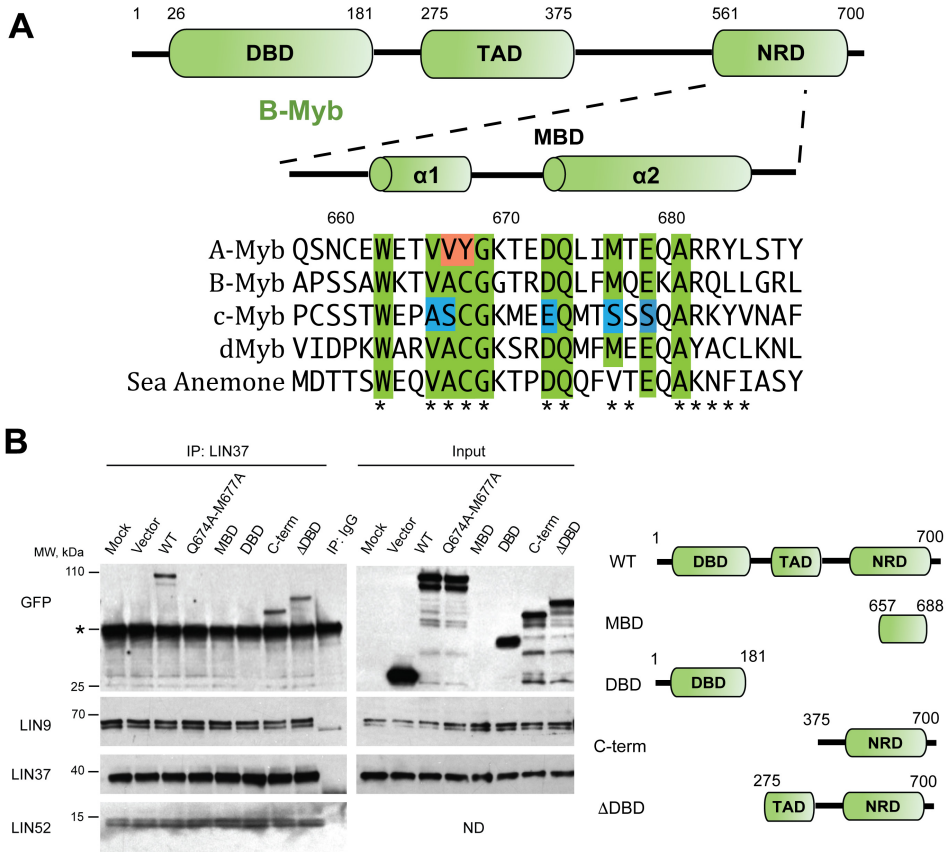 A
1 26 181 275 375 561 700
DBD TAD NRD
B-Myb
MBD
α1 α2
660 670 680
A-Myb QSNCEWETVVYGKTEDQLIMTEQARRYLSTY
B-Myb APSSAWKTVACGGTRDQLFMQEKARQLLGRL
c-Myb PCSSTWEPASCGKMEEQMTSSSQARKYVNAF
dMyb VIDPKWARVACGKSRDQMFMEEQAYACLKNL
Sea Anemone MDTTSWEQVACGKTPDQQFVTEQAKNFIASY
* * * * * * * * * * * * * *
B
IP: LIN37 Input
Mock Vector WT Q674A-M677A MBD DBD C-term ΔDBD IP: IgG Mock Vector WT Q674A-M677A MBD DBD C-term ΔDBD
MW, kDa
110
GFP
*
25
70
LIN9
LIN37 40
15
LIN52 ND
1 700
WT DBD TAD NRD
657 688
MBD
1 181
DBD DBD
375 700
C-term NRD
275 700
ΔDBD TAD NRD